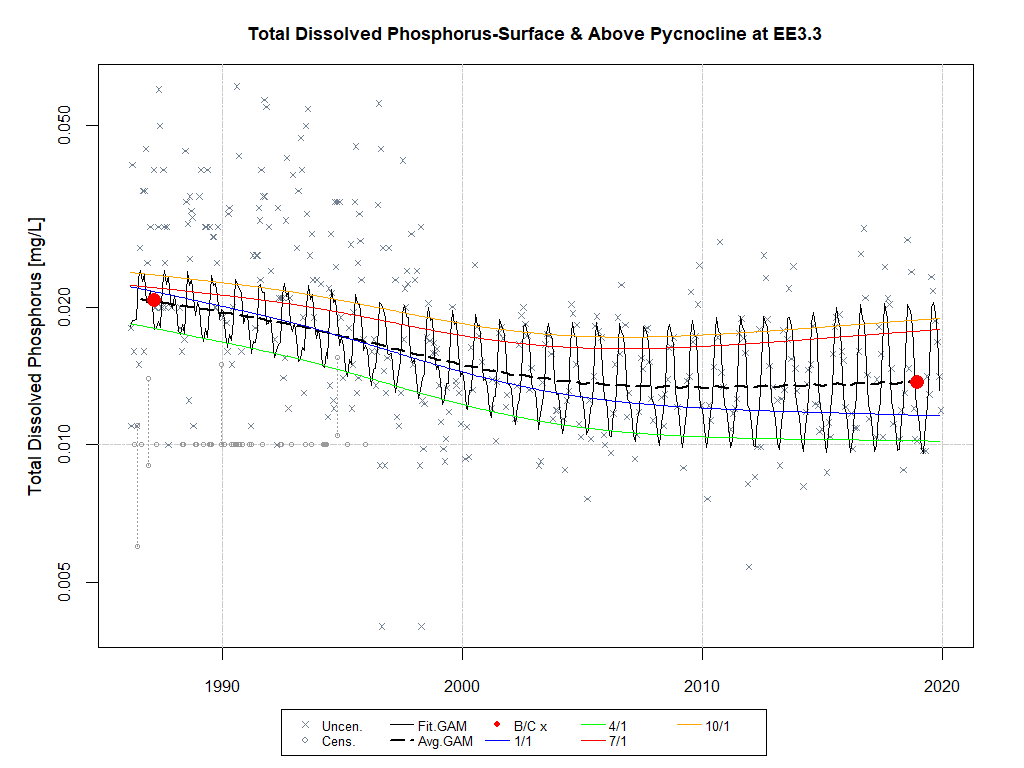 Total Dissolved Phosphorus-Surface & Above Pycnocline at EE3.3
Total Dissolved Phosphorus [mg/L]
0.050
0.020
0.010
0.005
1990 2000 2010 2020
Uncen. Fit.GAM B/C x 4/1 10/1
Cens. Avg.GAM 1/1 7/1